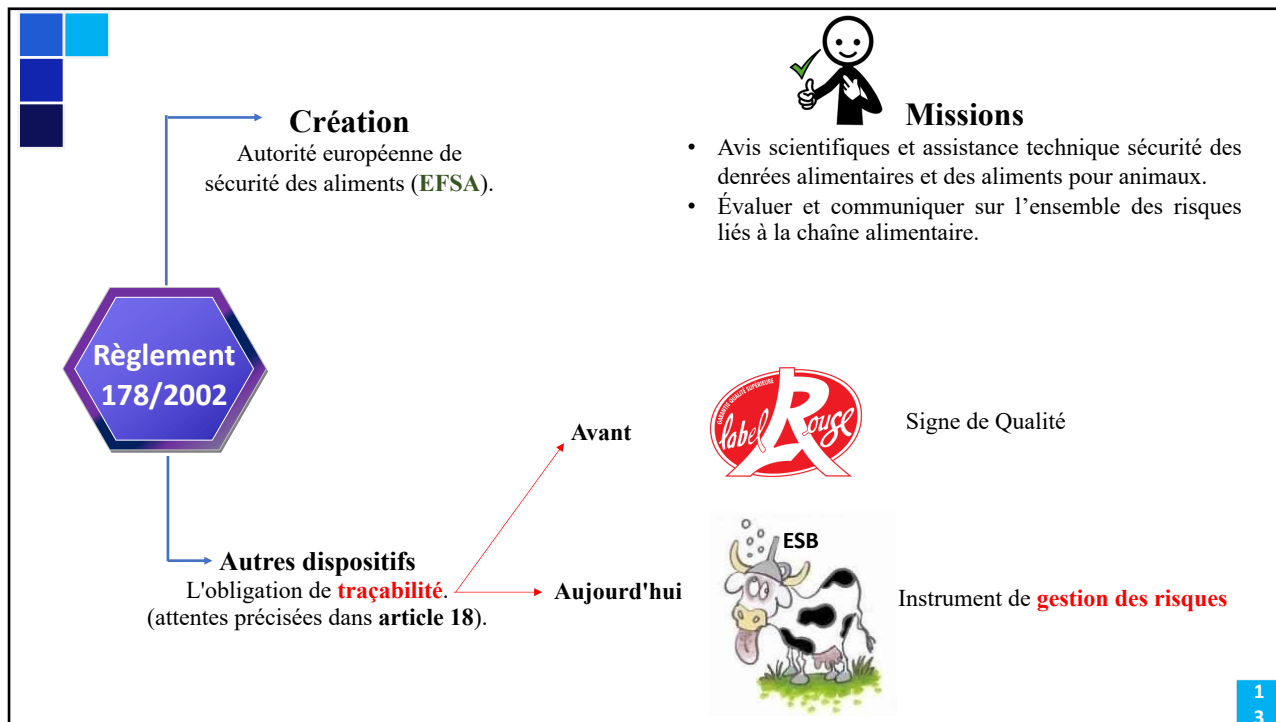 Création
Autorité européenne de
sécurité des aliments (EFSA).
Missions
• Avis scientifiques et assistance technique sécurité des
denrées alimentaires et des aliments pour animaux.
• Évaluer et communiquer sur l’ensemble des risques
liés à la chaîne alimentaire.
Règlement
178/2002
Avant
GARANTIE QUALITÉ SUPÉRIEURE
label Rouge
Signe de Qualité
Autres dispositifs
L'obligation de traçabilité.
(attentes précisées dans article 18).
Aujourd'hui
ESB
Instrument de gestion des risques
1
3